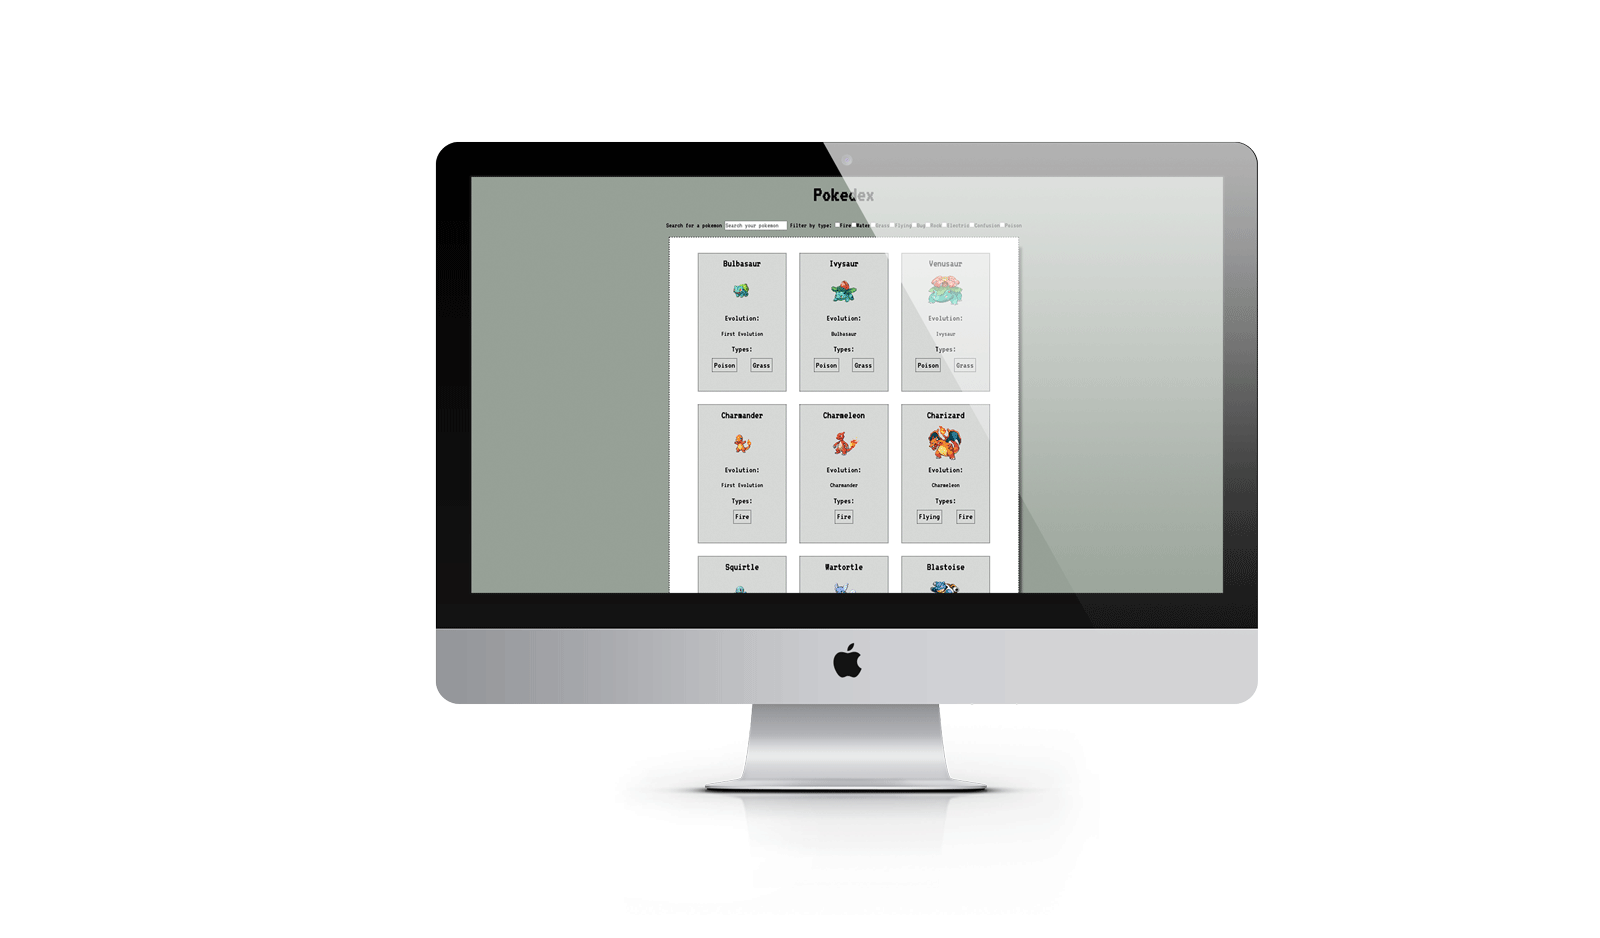 Pokedex
Search for a pokemon Search your pokemon Filter by type: Fire Water Grass Flying Bug Electric Confusion Poison
Bulbasaur Ivysaur Venusaur
Evolution: Evolution: Evolution:
First Evolution Bulbasaur Ivysaur
Types: Types: Types:
Poison Grass Poison Grass Poison Grass
Charmander Charmeleon Charizard
Evolution: Evolution: Evolution:
First Evolution Charmander Charmeleon
Types: Types: Types:
Fire Fire Flying Fire
Squirtle Wartortle Blastoise